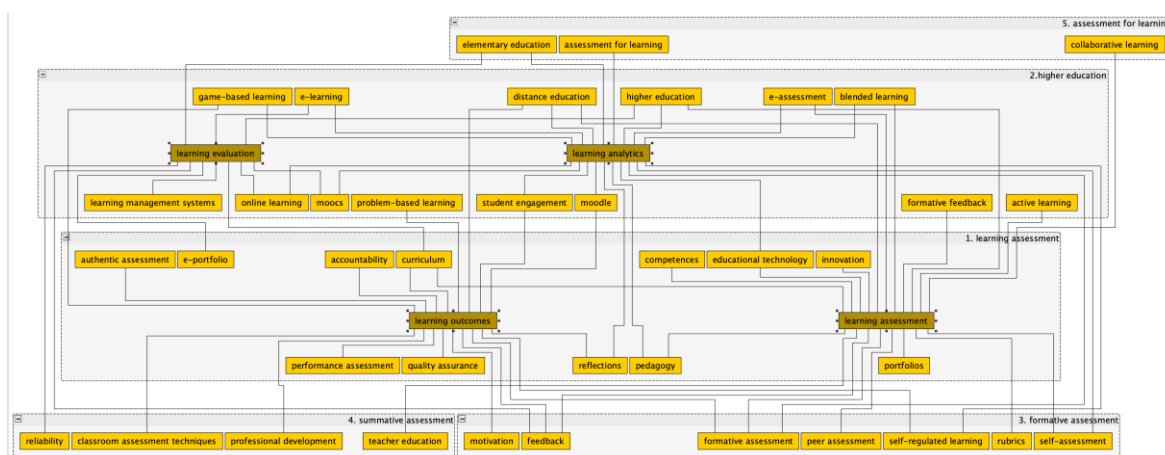 5. assessment for learning
elementary education
assessment for learning
collaborative learning
2.higher education
game-based learning
e-learning
distance education
higher education
e-assessment
blended learning
learning evaluation
learning analytics
learning management systems
online learning
moocs
problem-based learning
student engagement
moodle
formative feedback
active learning
1. learning assessment
authentic assessment
e-portfolio
accountability
curriculum
competences
educational technology
innovation
learning outcomes
learning assessment
performance assessment
quality assurance
reflections
pedagogy
portfolios
4. summative assessment
3. formative assessment
reliability
classroom assessment techniques
professional development
teacher education
motivation
feedback
formative assessment
peer assessment
self-regulated learning
rubrics
self-assessment